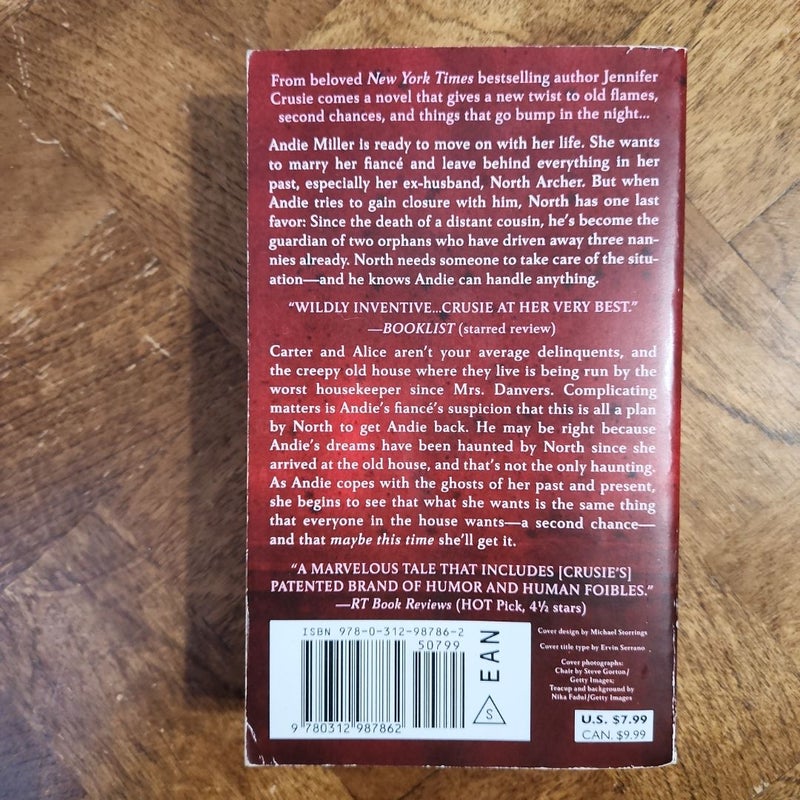 From beloved New York Times bestselling author Jennifer
Crusie comes a novel that gives a new twist to old flames,
second chances, and things that go bump in the night...
Andie Miller is ready to move on with her life. She wants
to marry her fiancé and leave behind everything in her
past, especially her ex-husband, North Archer. But when
Andie tries to gain closure with him, North has one last
favor: Since the death of a distant cousin, he's become the
guardian of two orphans who have driven away three nan-
nies already. North needs someone to take care of the situ-
ation—and he knows Andie can handle anything.
"WILDLY INVENTIVE...CRUSIE AT HER VERY BEST."
—BOOKLIST (starred review)
Carter and Alice aren't your average delinquents, and
the creepy old house where they live is being run by the
worst housekeeper since Mrs. Danvers. Complicating
matters is Andie's fiancé's suspicion that this is all a plan
by North to get Andie back. He may be right because
Andie's dreams have been haunted by North since she
arrived at the old house, and that's not the only haunting.
As Andie copes with the ghosts of her past and present,
she begins to see that what she wants is the same thing
that everyone in the house wants—a second chance—
and that maybe this time she'll get it.
"A MARVELOUS TALE THAT INCLUDES [CRUSIE'S]
PATENTED BRAND OF HUMOR AND HUMAN FOIBLES."
—RT Book Reviews (HOT Pick, 4½ stars)
ISBN 978-0-312-98786-2
50799
9 780312 987862
EAN
S
Cover design by Michael Storrings
Cover title type by Ervin Serrano
Cover photographs:
Chair by Steve Gorton/
Getty Images;
Teacup and background by
Nika Fadul/Getty Images
U.S. $7.99
CAN. $9.99